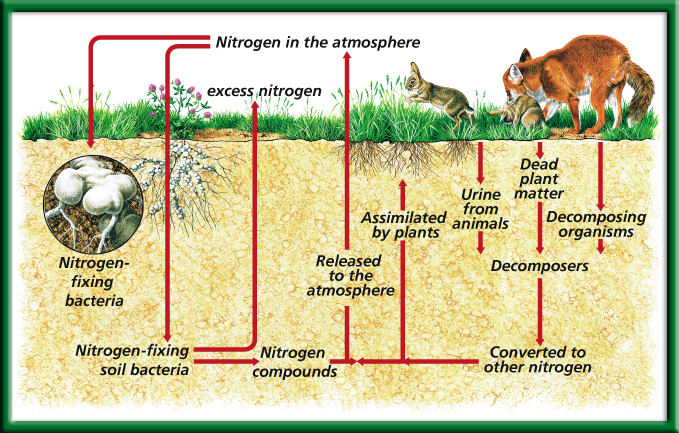 Nitrogen in the atmosphere
excess nitrogen
Dead
plant
matter
Urine
from
animals
Assimilated
by plants
Decomposing
organisms
Nitrogen-
fixing
bacteria
Released
to the
atmosphere
Decomposers
Nitrogen-fixing
soil bacteria
Nitrogen
compounds
Converted to
other nitrogen